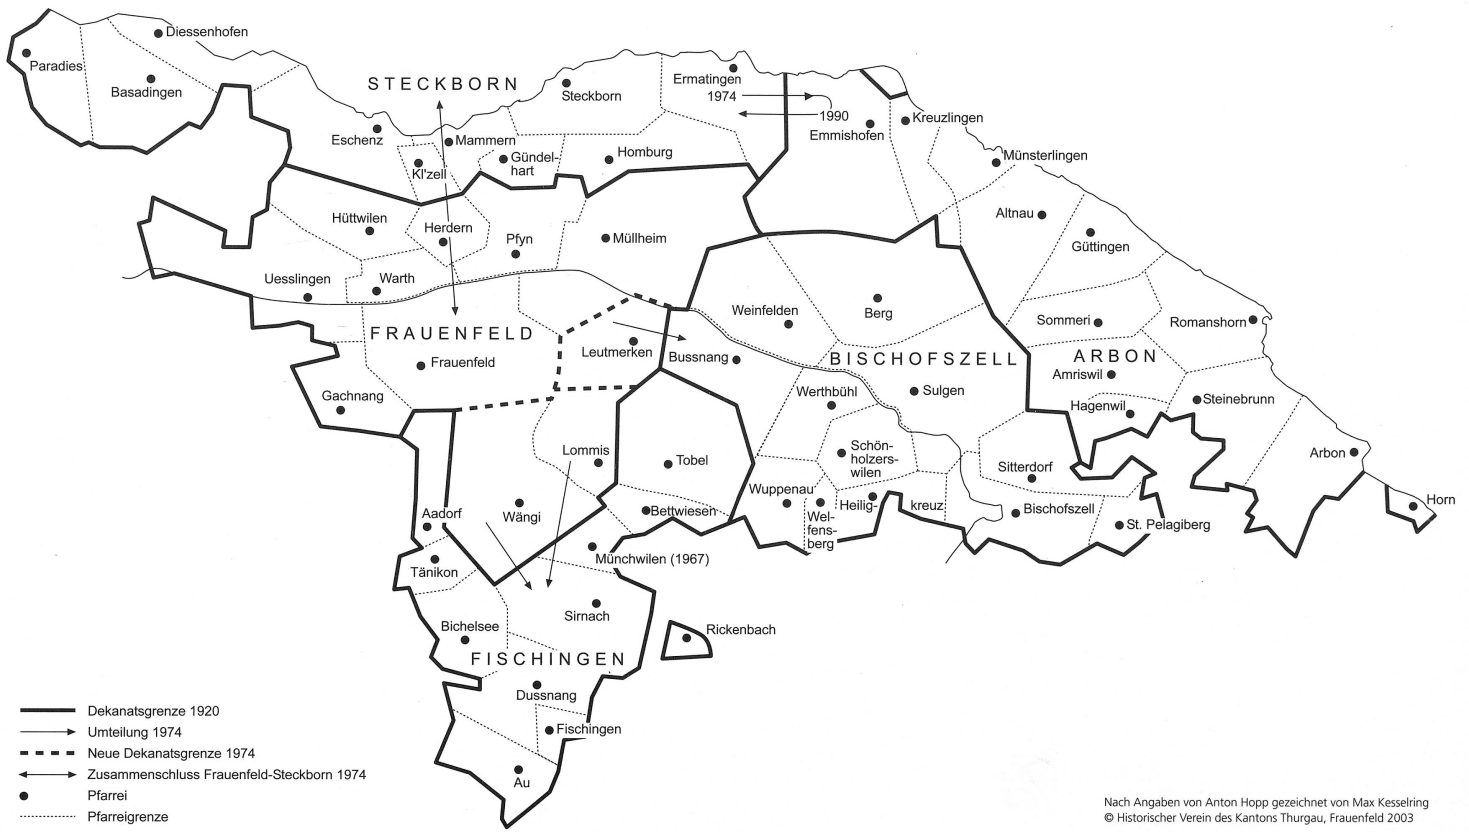 Diessenhofen
Paradies
Basadingen
STECKBORN
Steckborn
Ermatingen
1974
1990
Emmishofen
Kreuzlingen
Eschenz
Mammern
Kl'zell
Gündel-
hart
Homburg
Münsterlingen
Hüttwilen
Herdern
Pfyn
Müllheim
Altnau
Güttingen
Uesslingen
Warth
Weinfelden
Berg
Sommeri
Romanshorn
FRAUENFELD
Frauenfeld
Leutmerken
Bussnang
BISCHOFSZELL
ARBON
Amriswil
Gachnang
Werthbühl
Sulgen
Hagenwil
Steinebrunn
Lommis
Tobel
Schön-
holzers-
wilen
Sitterdorf
Arbon
Wuppenau
Wel-
fens-
berg
Heilig-
kreuz
Horn
Aadorf
Wängi
Bettwiesen
Bischofszell
St. Pelagiberg
Tänikon
Münchwilen (1967)
Sirnach
Bichelsee
Rickenbach
FISCHINGEN
Dussnang
Fischingen
Au
Dekanatsgrenze 1920
Umteilung 1974
Neue Dekanatsgrenze 1974
Zusammenschluss Frauenfeld-Steckborn 1974
Pfarrei
Pfarreigrenze
Nach Angaben von Anton Hopp gezeichnet von Max Kesselring
© Historischer Verein des Kantons Thurgau, Frauenfeld 2003